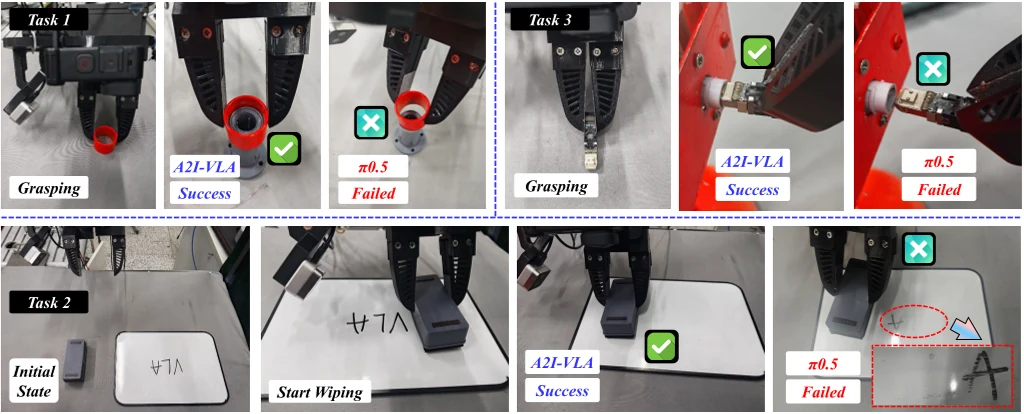 Task 1
Grasping
A2I-VLA
Success
π0.5
Failed
Task 3
Grasping
A2I-VLA
Success
π0.5
Failed
Task 2
Initial
State
VLA
VLA
Start Wiping
A2I-VLA
Success
π0.5
Failed
A
A